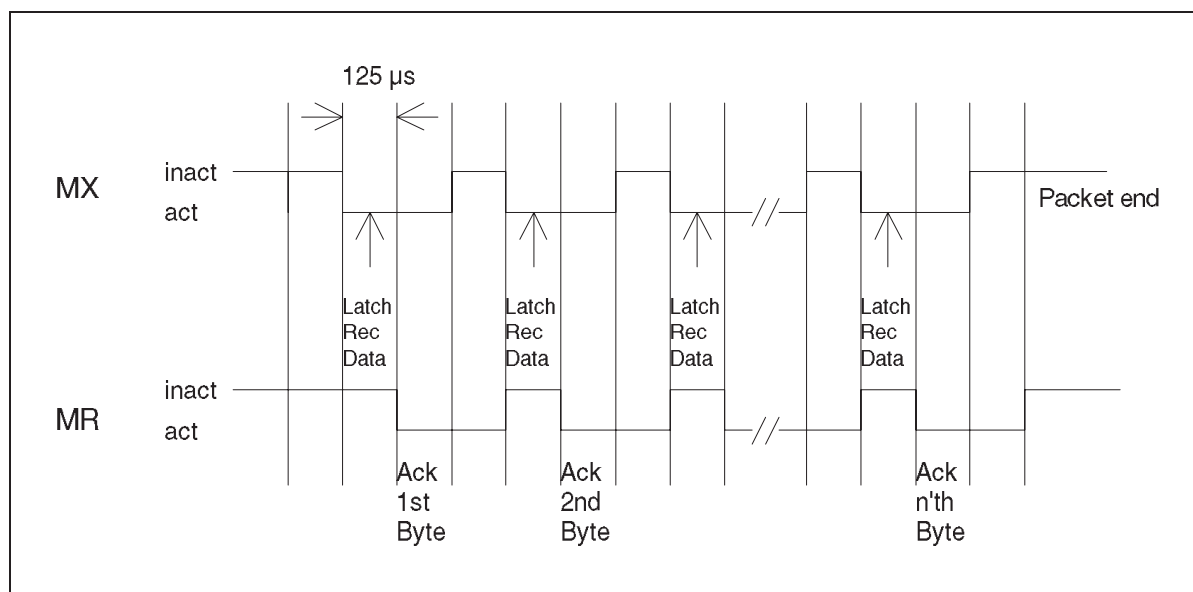 125 µs
MX
inact
act
Packet end
Latch
Rec
Data
Latch
Rec
Data
Latch
Rec
Data
Latch
Rec
Data
MR
inact
act
Ack
1st
Byte
Ack
2nd
Byte
Ack
n'th
Byte